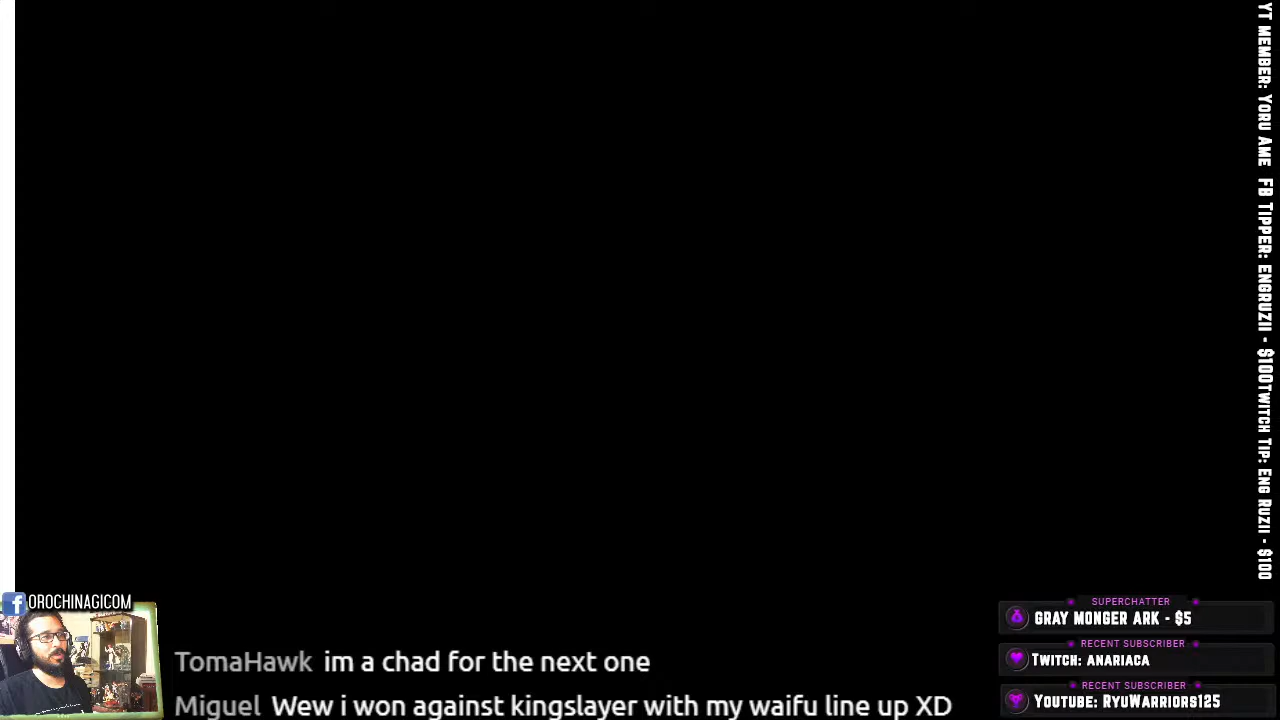 YT MEMBER: YORU AME FB TIPPER: ENGRUZII - $100TWITCH TIP: ENG RUZII - $100
OROCHINAGICOM
TomaHawk im a chad for the next one
Miguel Wew i won against kingslayer with my waifu line up XD
SUPERCHATTER
GRAY MONGER ARK - $5
RECENT SUBSCRIBER
TWITCH: ANARIACA
RECENT SUBSCRIBER
YOUTUBE: RYUWARRIORS125